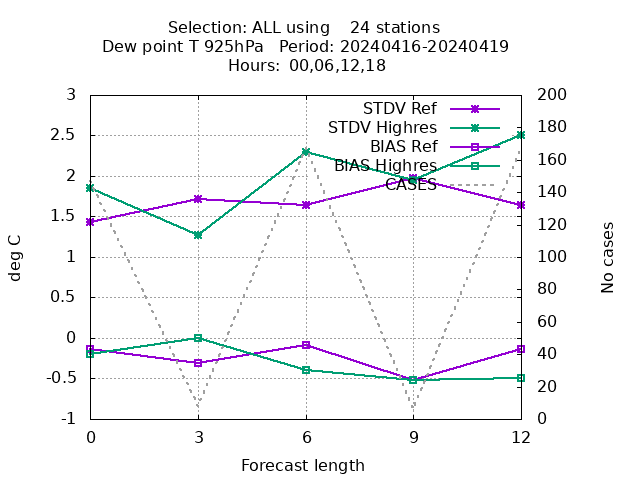 Selection: ALL using    24 stations
Dew point T 925hPa   Period: 20240416-20240419
Hours: 00,06,12,18
3
2.5
2
1.5
1
0.5
0
-0.5
-1
200
180
160
140
120
100
80
60
40
20
0
0
3
6
9
12
deg C
No cases
Forecast length
STDV Ref
STDV Highres
BIAS Ref
BIAS Highres
CASES